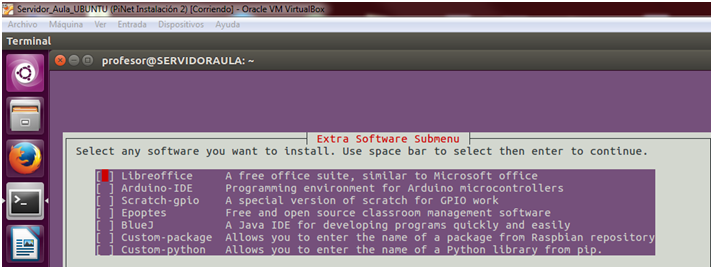 Servidor_Aula_UBUNTU (PiNet Instalación 2) [Corriendo] - Oracle VM VirtualBox
Archivo Máquina Ver Entrada Dispositivos Ayuda
Terminal
profesor@SERVIDORAULA: ~
Extra Software Submenu
Select any software you want to install. Use space bar to select then enter to continue.
[ ] Libreoffice A free office suite, similar to Microsoft office
[ ] Arduino-IDE Programming environment for Arduino microcontrollers
[ ] Scratch-gpio A special version of scratch for GPIO work
[ ] Epoptes Free and open source classroom management software
[ ] BlueJ A Java IDE for developing programs quickly and easily
[ ] Custom-package Allows you to enter the name of a package from Raspbian repository
[ ] Custom-python Allows you to enter the name of a Python library from pip.